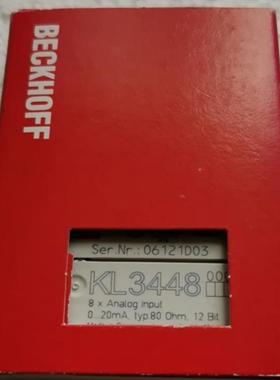 BECKHOFF
Ser.Nr.: 06121D03
KL3448
8 x Analog Input
0...20mA, typ.80 Ohm, 12 Bit